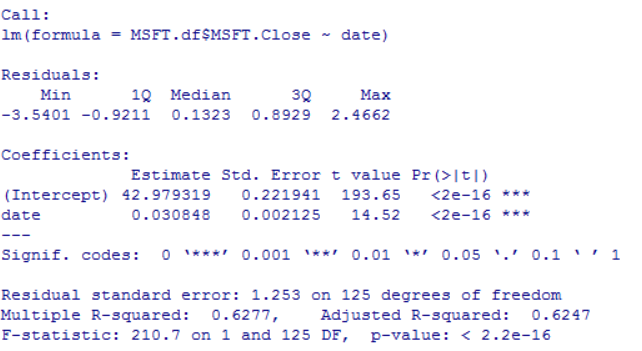 Call:
lm(formula = MSFT.df$MSFT.Close ~ date)
Residuals:
Min 1Q Median 3Q Max
-3.5401 -0.9211 0.1323 0.8929 2.4662
Coefficients:
Estimate Std. Error t value Pr(>|t|)
(Intercept) 42.979319 0.221941 193.65 <2e-16 ***
date 0.030848 0.002125 14.52 <2e-16 ***
---
Signif. codes: 0 ‘***’ 0.001 ‘**’ 0.01 ‘*’ 0.05 ‘.’ 0.1 ‘ ’ 1
Residual standard error: 1.253 on 125 degrees of freedom
Multiple R-squared: 0.6277, Adjusted R-squared: 0.6247
F-statistic: 210.7 on 1 and 125 DF, p-value: < 2.2e-16